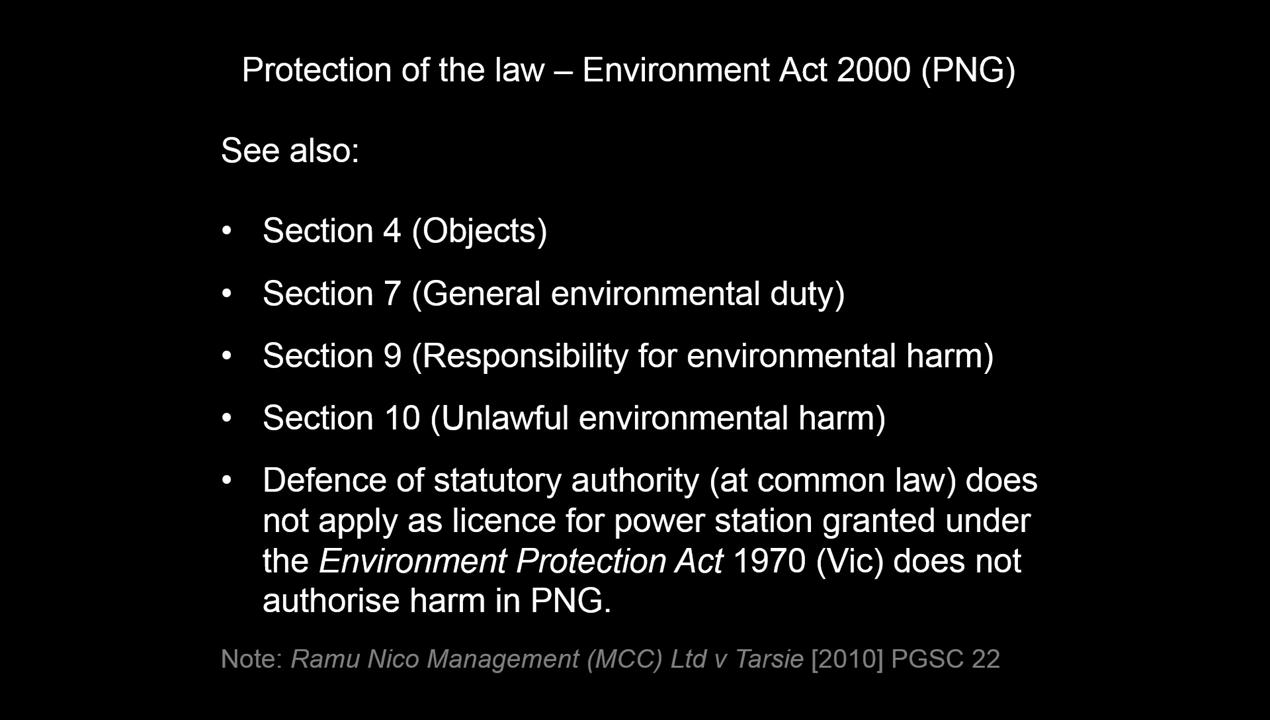 Protection of the law – Environment Act 2000 (PNG)
See also:
• Section 4 (Objects)
• Section 7 (General environmental duty)
• Section 9 (Responsibility for environmental harm)
• Section 10 (Unlawful environmental harm)
• Defence of statutory authority (at common law) does
not apply as licence for power station granted under
the Environment Protection Act 1970 (Vic) does not
authorise harm in PNG.
Note: Ramu Nico Management (MCC) Ltd v Tarsie [2010] PGSC 22